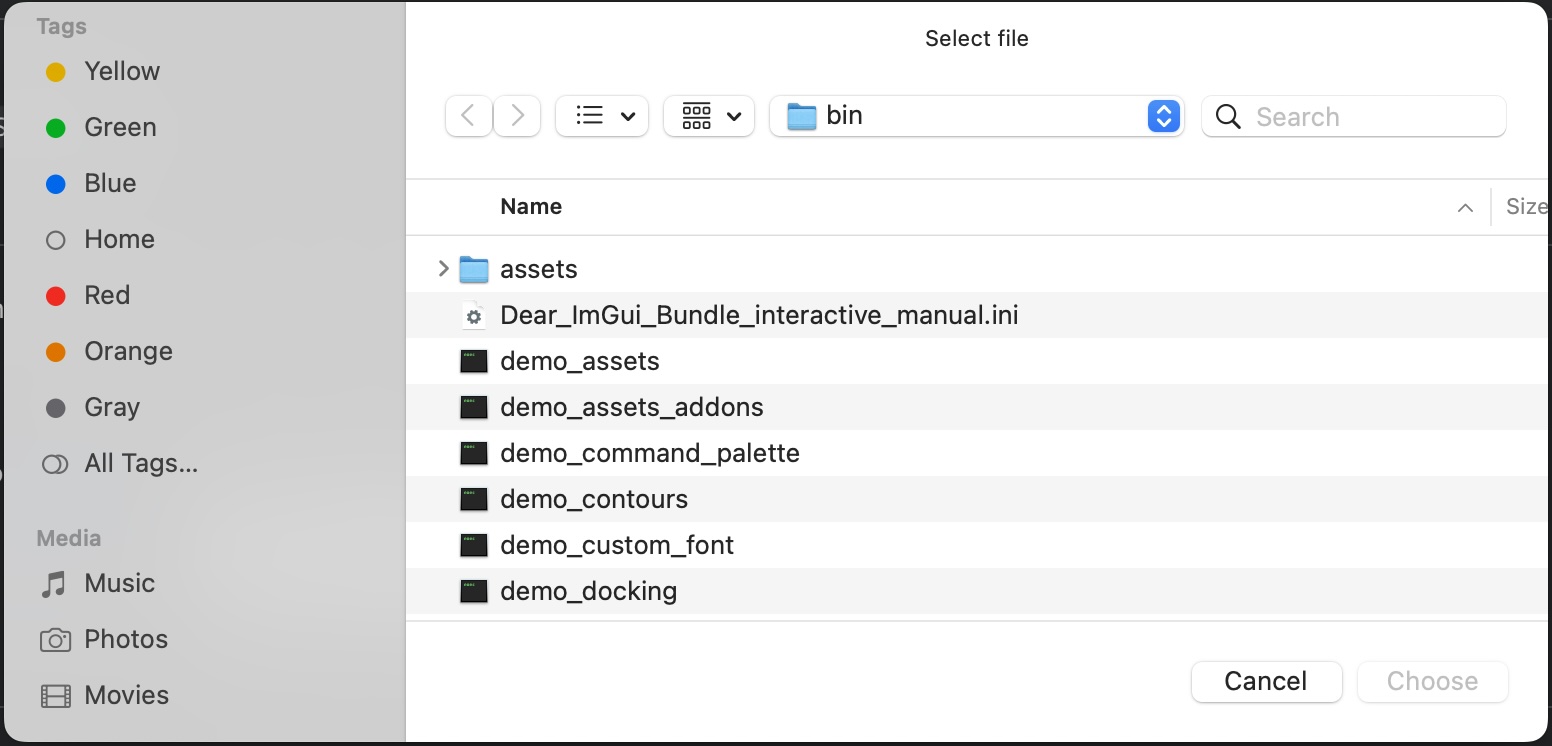 Tags
Yellow
Green
Blue
Home
Red
Orange
Gray
All Tags...
Media
Music
Photos
Movies
Select file
bin
Search
Name
Size
assets
Dear_ImGui_Bundle_interactive_manual.ini
demo_assets
demo_assets_addons
demo_command_palette
demo_contours
demo_custom_font
demo_docking
Cancel
Choose